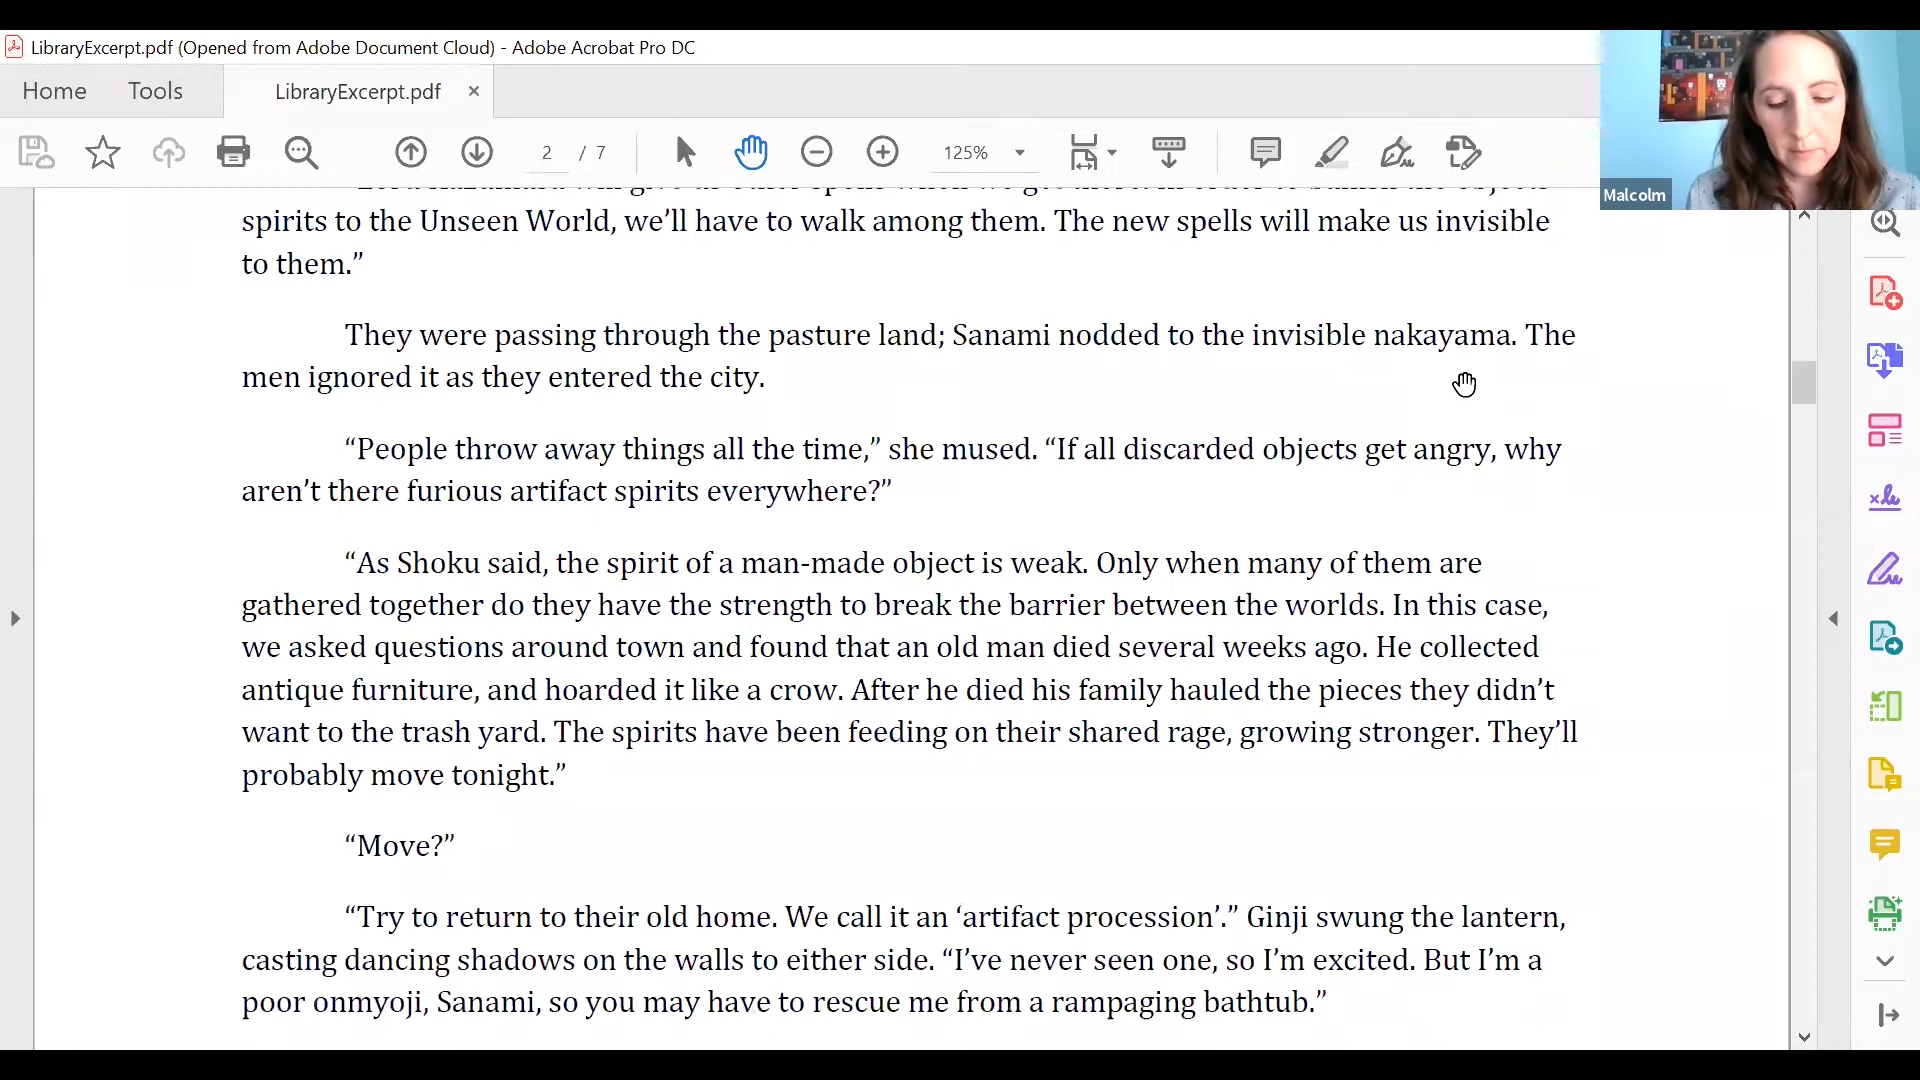 LibraryExcerpt.pdf (Opened from Adobe Document Cloud) - Adobe Acrobat Pro DC
Home Tools LibraryExcerpt.pdf ×
2 / 7 125%
Malcolm
spirits to the Unseen World, we’ll have to walk among them. The new spells will make us invisible
to them.”
They were passing through the pasture land; Sanami nodded to the invisible nakayama. The
men ignored it as they entered the city.
“People throw away things all the time,” she mused. “If all discarded objects get angry, why
aren’t there furious artifact spirits everywhere?”
“As Shoku said, the spirit of a man-made object is weak. Only when many of them are
gathered together do they have the strength to break the barrier between the worlds. In this case,
we asked questions around town and found that an old man died several weeks ago. He collected
antique furniture, and hoarded it like a crow. After he died his family hauled the pieces they didn’t
want to the trash yard. The spirits have been feeding on their shared rage, growing stronger. They’ll
probably move tonight.”
“Move?”
“Try to return to their old home. We call it an ‘artifact procession’.” Ginji swung the lantern,
casting dancing shadows on the walls to either side. “I’ve never seen one, so I’m excited. But I’m a
poor onmyoji, Sanami, so you may have to rescue me from a rampaging bathtub.”